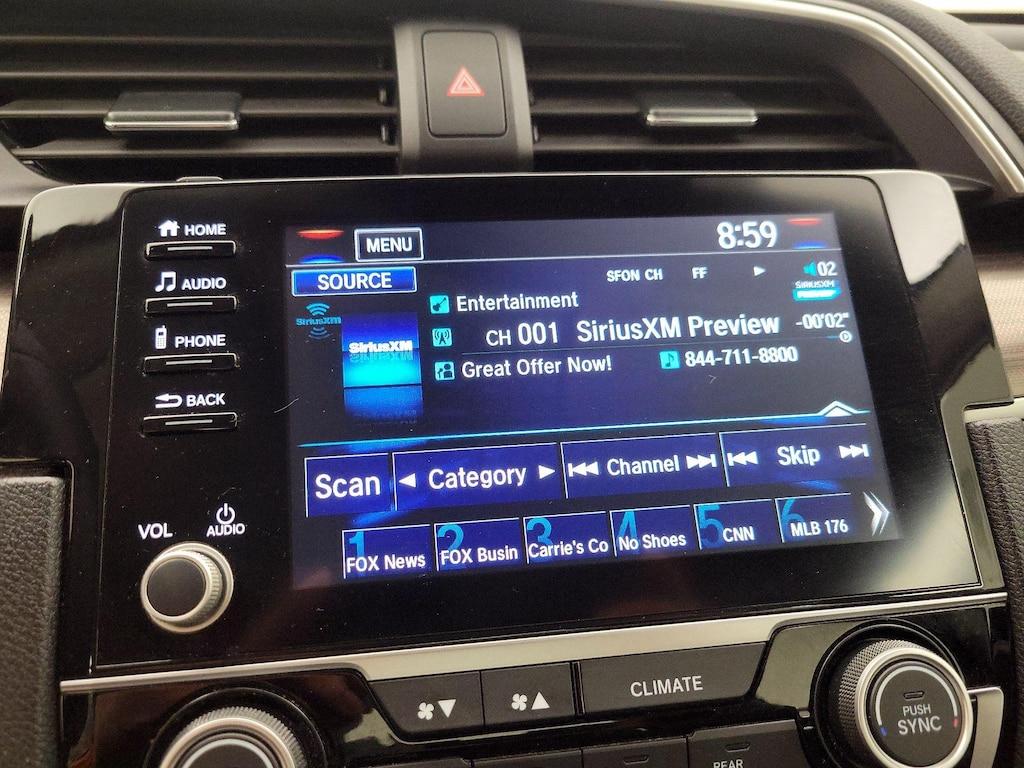 HOME
AUDIO
PHONE
BACK
VOL
AUDIO
MENU
8:59
SOURCE
SFON CH FF
02
SIRIUSXM
SiriusXM
SiriusXM
Entertainment
CH 001 SiriusXM Preview -00'02"
Great Offer Now! 844-711-8800
Scan
Category
Channel
Skip
1 FOX News
2 FOX Busin
3 Carrie's Co
4 No Shoes
5 CNN
6 MLB 176
CLIMATE
PUSH
SYNC
REAR